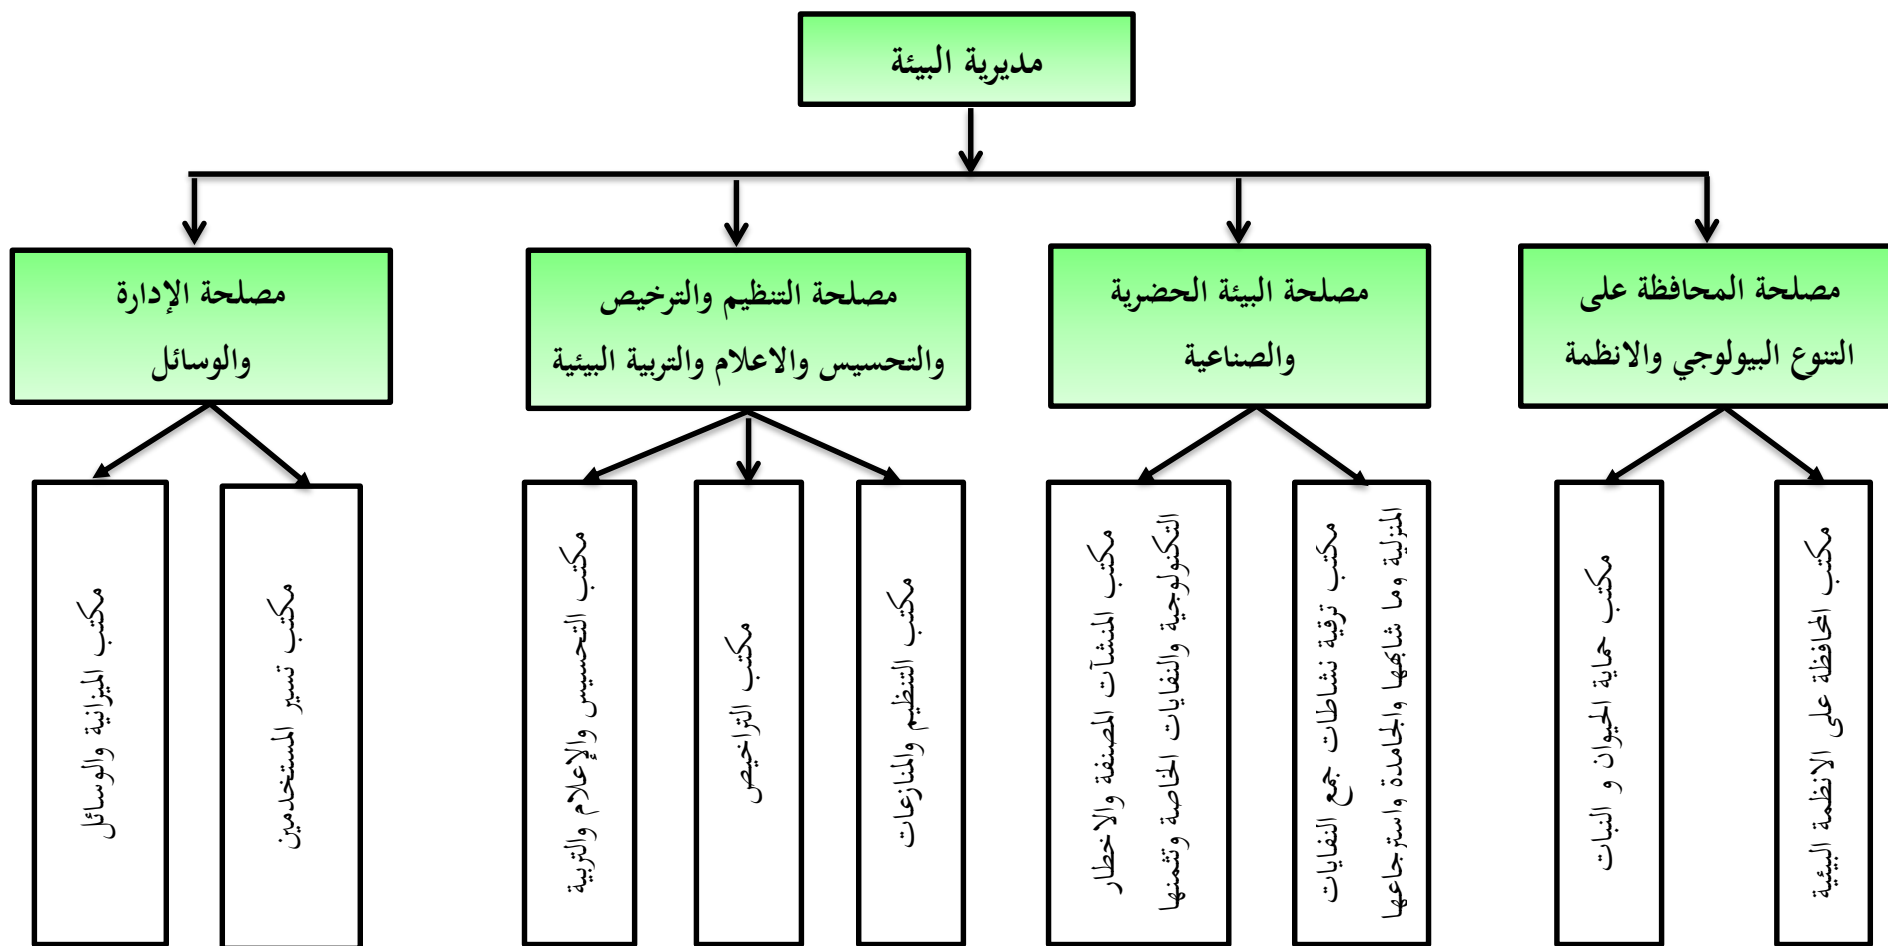 مديرية البيئة
مصلحة المحافظة على
التنوع البيولوجي والانظمة
مصلحة البيئة الحضرية
والصناعية
مصلحة التنظيم والترخيص
والتحسيس والاعلام والتربية البيئية
مصلحة الإدارة
والوسائل
مكتب المحافظة على الانظمة البيئية
مكتب حماية الحيوان و النبات
مكتب ترقية نشاطات جمع النفايات
المنزلية وما شابهها والجامدة واسترجاعها
مكتب المنشآت المصنفة والاخطار
التكنولوجية والنفايات الخاصة وتثمنها
مكتب التنظيم والمنازعات
مكتب التراخيص
مكتب التحسيس والإعلام والتربية
مكتب تسير المستخدمين
مكتب الميزانية والوسائل